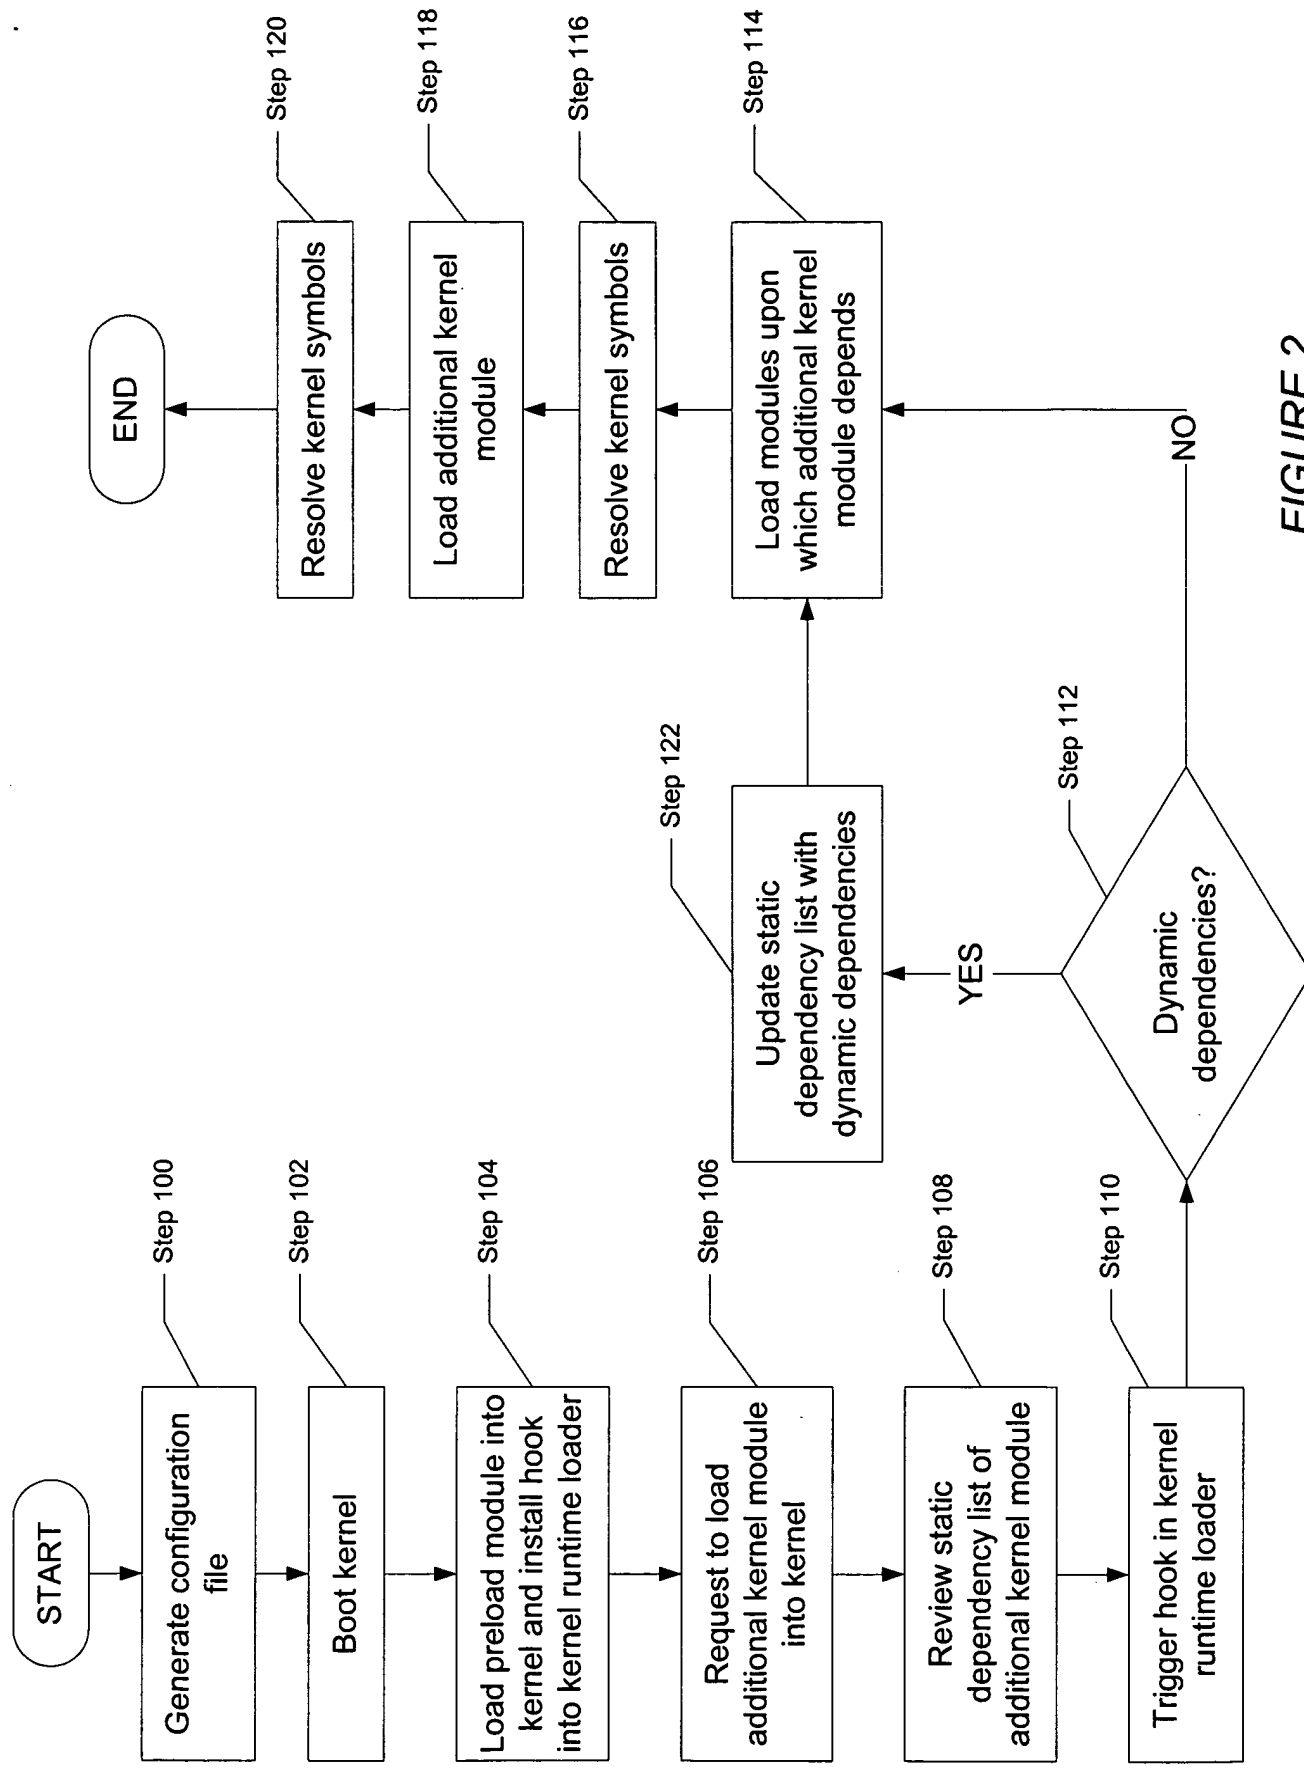 START
Generate configuration
file
Step 100
Boot kernel
Step 102
Load preload module into
kernel and install hook
into kernel runtime loader
Step 104
Request to load
additional kernel module
into kernel
Step 106
Review static
dependency list of
additional kernel module
Step 108
Trigger hook in kernel
runtime loader
Step 110
Dynamic
dependencies?
Step 112
YES
NO
Update static
dependency list with
dynamic dependencies
Step 122
Load modules upon
which additional kernel
module depends
Step 114
Resolve kernel symbols
Step 116
Load additional kernel
module
Step 118
Resolve kernel symbols
Step 120
END
FIGURE 2